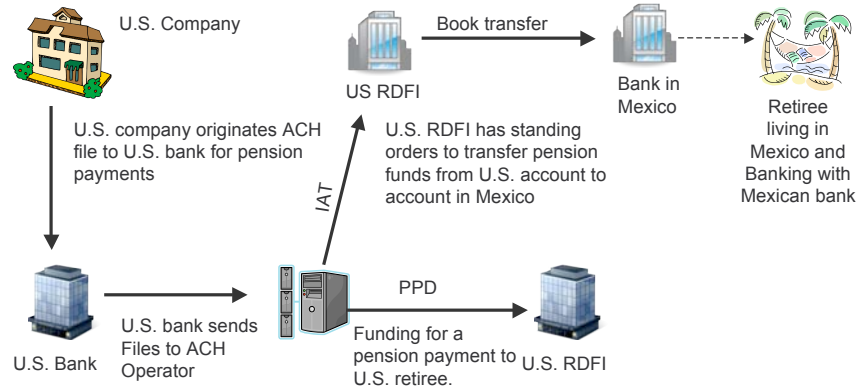 U.S. Company
Book transfer
US RDFI
Bank in
Mexico
Retiree
living in
Mexico and
Banking with
Mexican bank
U.S. company originates ACH
file to U.S. bank for pension
payments
U.S. RDFI has standing
orders to transfer pension
funds from U.S. account to
account in Mexico
IAT
PPD
U.S. Bank
U.S. bank sends
Files to ACH
Operator
Funding for a
pension payment to
U.S. retiree.
U.S. RDFI